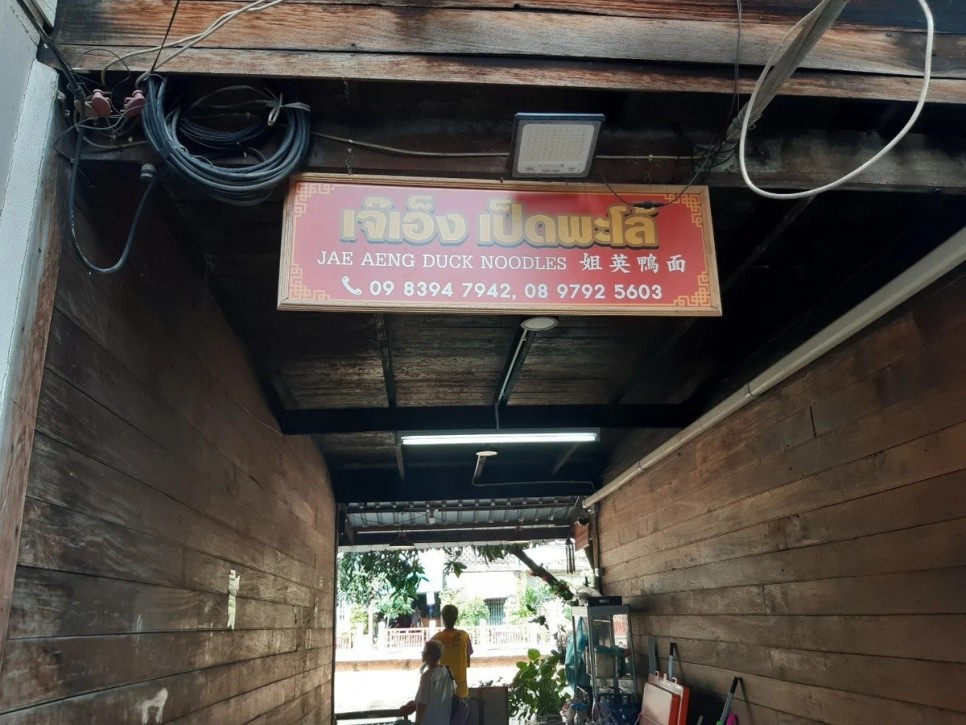 เจ๊เอ็ง เป็ดพะโล้
JAE AENG DUCK NOODLES 姐英鴨面
09 8394 7942, 08 9792 5603